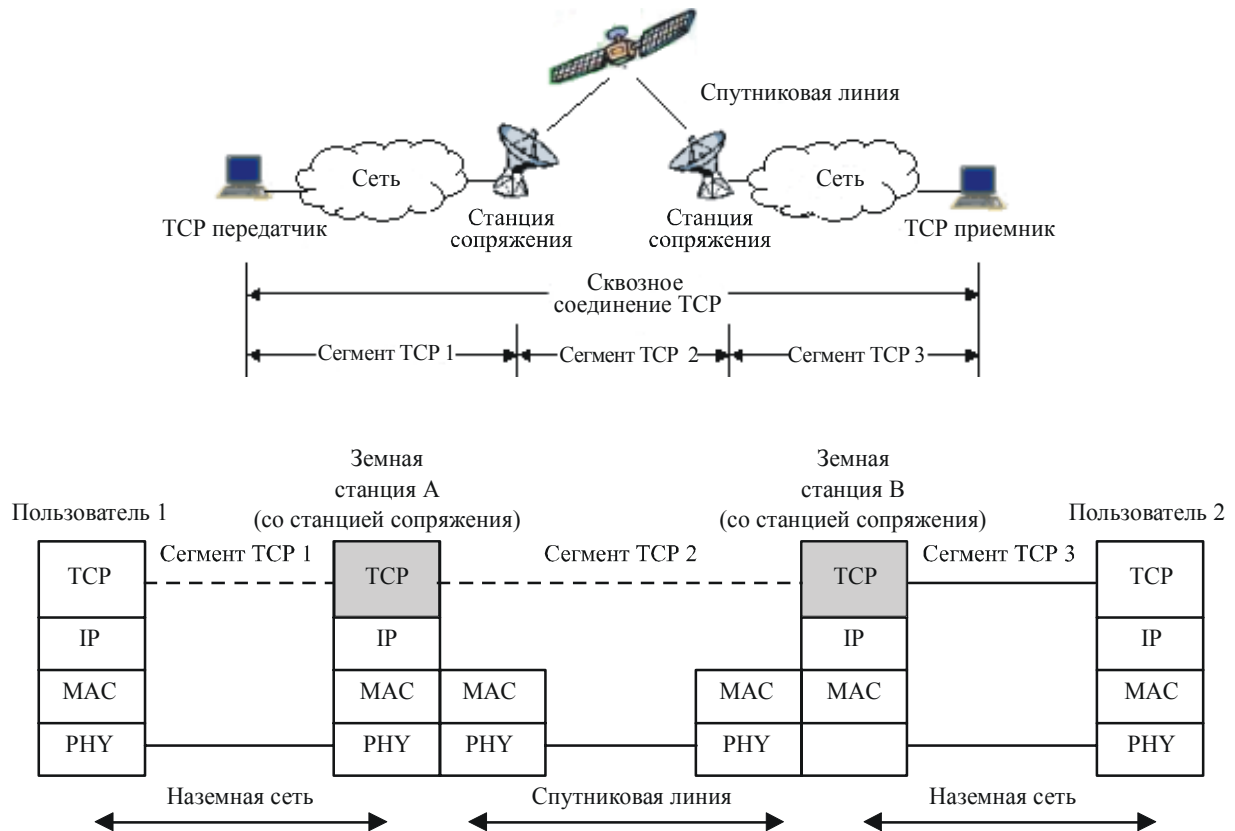 Спутниковая линия
Сеть
Сеть
TCP передатчик
Станция
сопряжения
Станция
сопряжения
TCP приемник
Сквозное
соединение TCP
Сегмент TCP 1
Сегмент TCP 2
Сегмент TCP 3
Земная
станция A
(со станцией сопряжения)
Земная
станция B
(со станцией сопряжения)
Пользователь 1
Пользователь 2
Сегмент TCP 1
Сегмент TCP 2
Сегмент TCP 3
TCP
TCP
TCP
TCP
IP
IP
IP
IP
MAC
MAC
MAC
MAC
MAC
MAC
PHY
PHY
PHY
PHY
PHY
Наземная сеть
Спутниковая линия
Наземная сеть